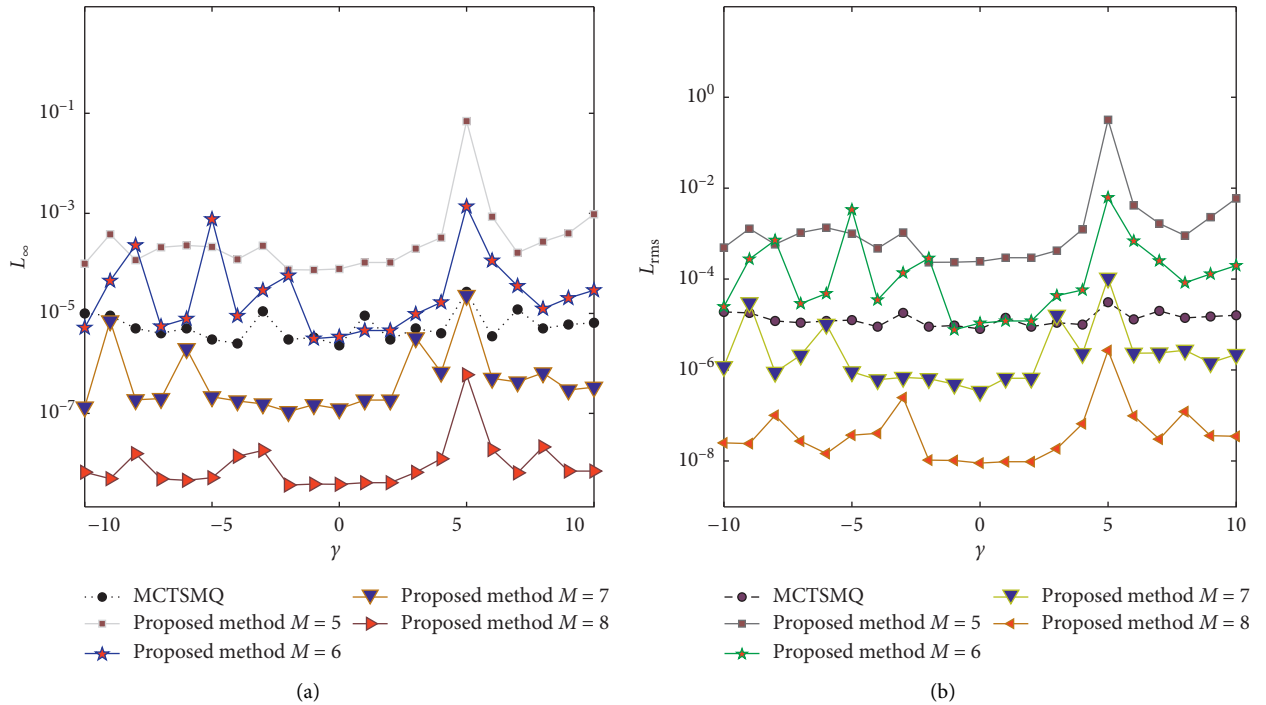 10⁻¹
10⁻³
10⁻⁵
10⁻⁷
L∞
−10 −5 0 5 10
γ
MCTSMQ
Proposed method M = 5
Proposed method M = 6
Proposed method M = 7
Proposed method M = 8
(a)
10⁰
10⁻²
10⁻⁴
10⁻⁶
10⁻⁸
Lrms
−10 −5 0 5 10
γ
MCTSMQ
Proposed method M = 5
Proposed method M = 6
Proposed method M = 7
Proposed method M = 8
(b)